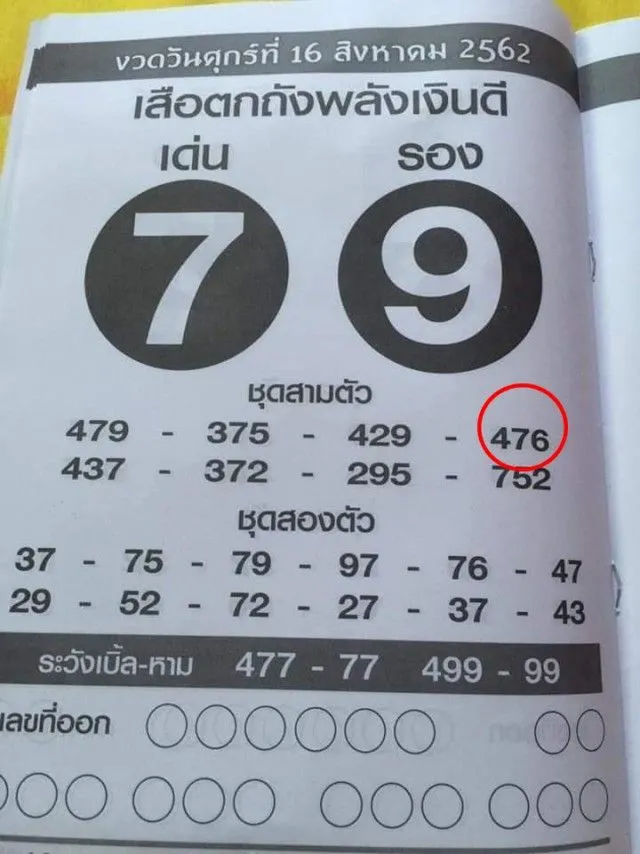 งวดวันศุกร์ที่ 16 สิงหาคม 2562
เสือตกถังพลังเงินดี
เด่น รอง
7 9
ชุดสามตัว
479 - 375 - 429 - 476
437 - 372 - 295 - 752
ชุดสองตัว
37 - 75 - 79 - 97 - 76 - 47
29 - 52 - 72 - 27 - 37 - 43
ระวังเบิ้ล-หาม 477 - 77 499 - 99
เลขที่ออก